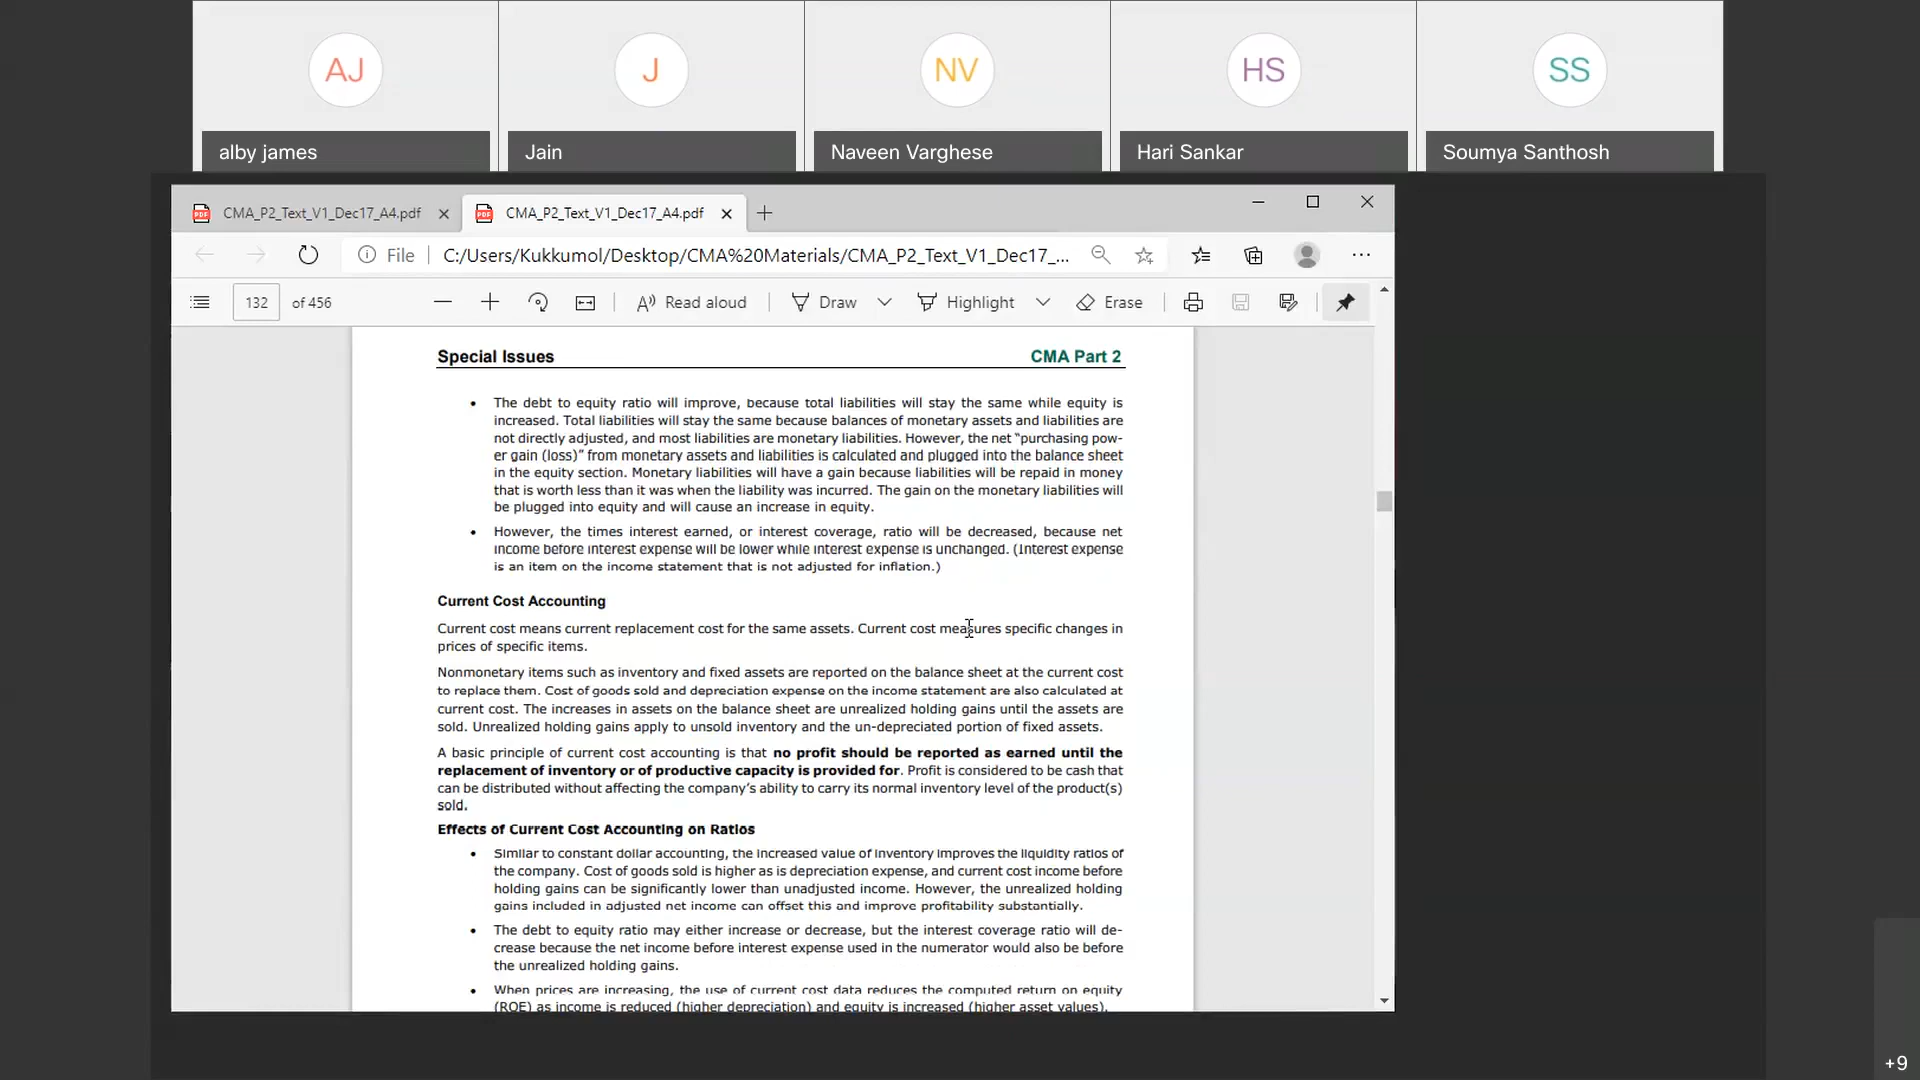 AJ J NV HS SS
alby james Jain Naveen Varghese Hari Sankar Soumya Santhosh
CMA_P2_Text_V1_Dec17_A4.pdf CMA_P2_Text_V1_Dec17_A4.pdf
File C:/Users/Kukkumol/Desktop/CMA%20Materials/CMA_P2_Text_V1_Dec17_...
132 of 456 Read aloud Draw Highlight Erase
Special Issues CMA Part 2
• The debt to equity ratio will improve, because total liabilities will stay the same while equity is
increased. Total liabilities will stay the same because balances of monetary assets and liabilities are
not directly adjusted, and most liabilities are monetary liabilities. However, the net “purchasing pow-
er gain (loss)” from monetary assets and liabilities is calculated and plugged into the balance sheet
in the equity section. Monetary liabilities will have a gain because liabilities will be repaid in money
that is worth less than it was when the liability was incurred. The gain on the monetary liabilities will
be plugged into equity and will cause an increase in equity.
• However, the times interest earned, or interest coverage, ratio will be decreased, because net
income before interest expense will be lower while interest expense is unchanged. (Interest expense
is an item on the income statement that is not adjusted for inflation.)
Current Cost Accounting
Current cost means current replacement cost for the same assets. Current cost measures specific changes in
prices of specific items.
Nonmonetary items such as inventory and fixed assets are reported on the balance sheet at the current cost
to replace them. Cost of goods sold and depreciation expense on the income statement are also calculated at
current cost. The increases in assets on the balance sheet are unrealized holding gains until the assets are
sold. Unrealized holding gains apply to unsold inventory and the un-depreciated portion of fixed assets.
A basic principle of current cost accounting is that no profit should be reported as earned until the
replacement of inventory or of productive capacity is provided for. Profit is considered to be cash that
can be distributed without affecting the company’s ability to carry its normal inventory level of the product(s)
sold.
Effects of Current Cost Accounting on Ratios
• Similar to constant dollar accounting, the increased value of inventory improves the liquidity ratios of
the company. Cost of goods sold is higher as is depreciation expense, and current cost income before
holding gains can be significantly lower than unadjusted income. However, the unrealized holding
gains included in adjusted net income can offset this and improve profitability substantially.
• The debt to equity ratio may either increase or decrease, but the interest coverage ratio will de-
crease because the net income before interest expense used in the numerator would also be before
the unrealized holding gains.
• When prices are increasing, the use of current cost data reduces the computed return on equity
(ROE) as income is reduced (higher depreciation) and equity is increased (higher asset values).
+9